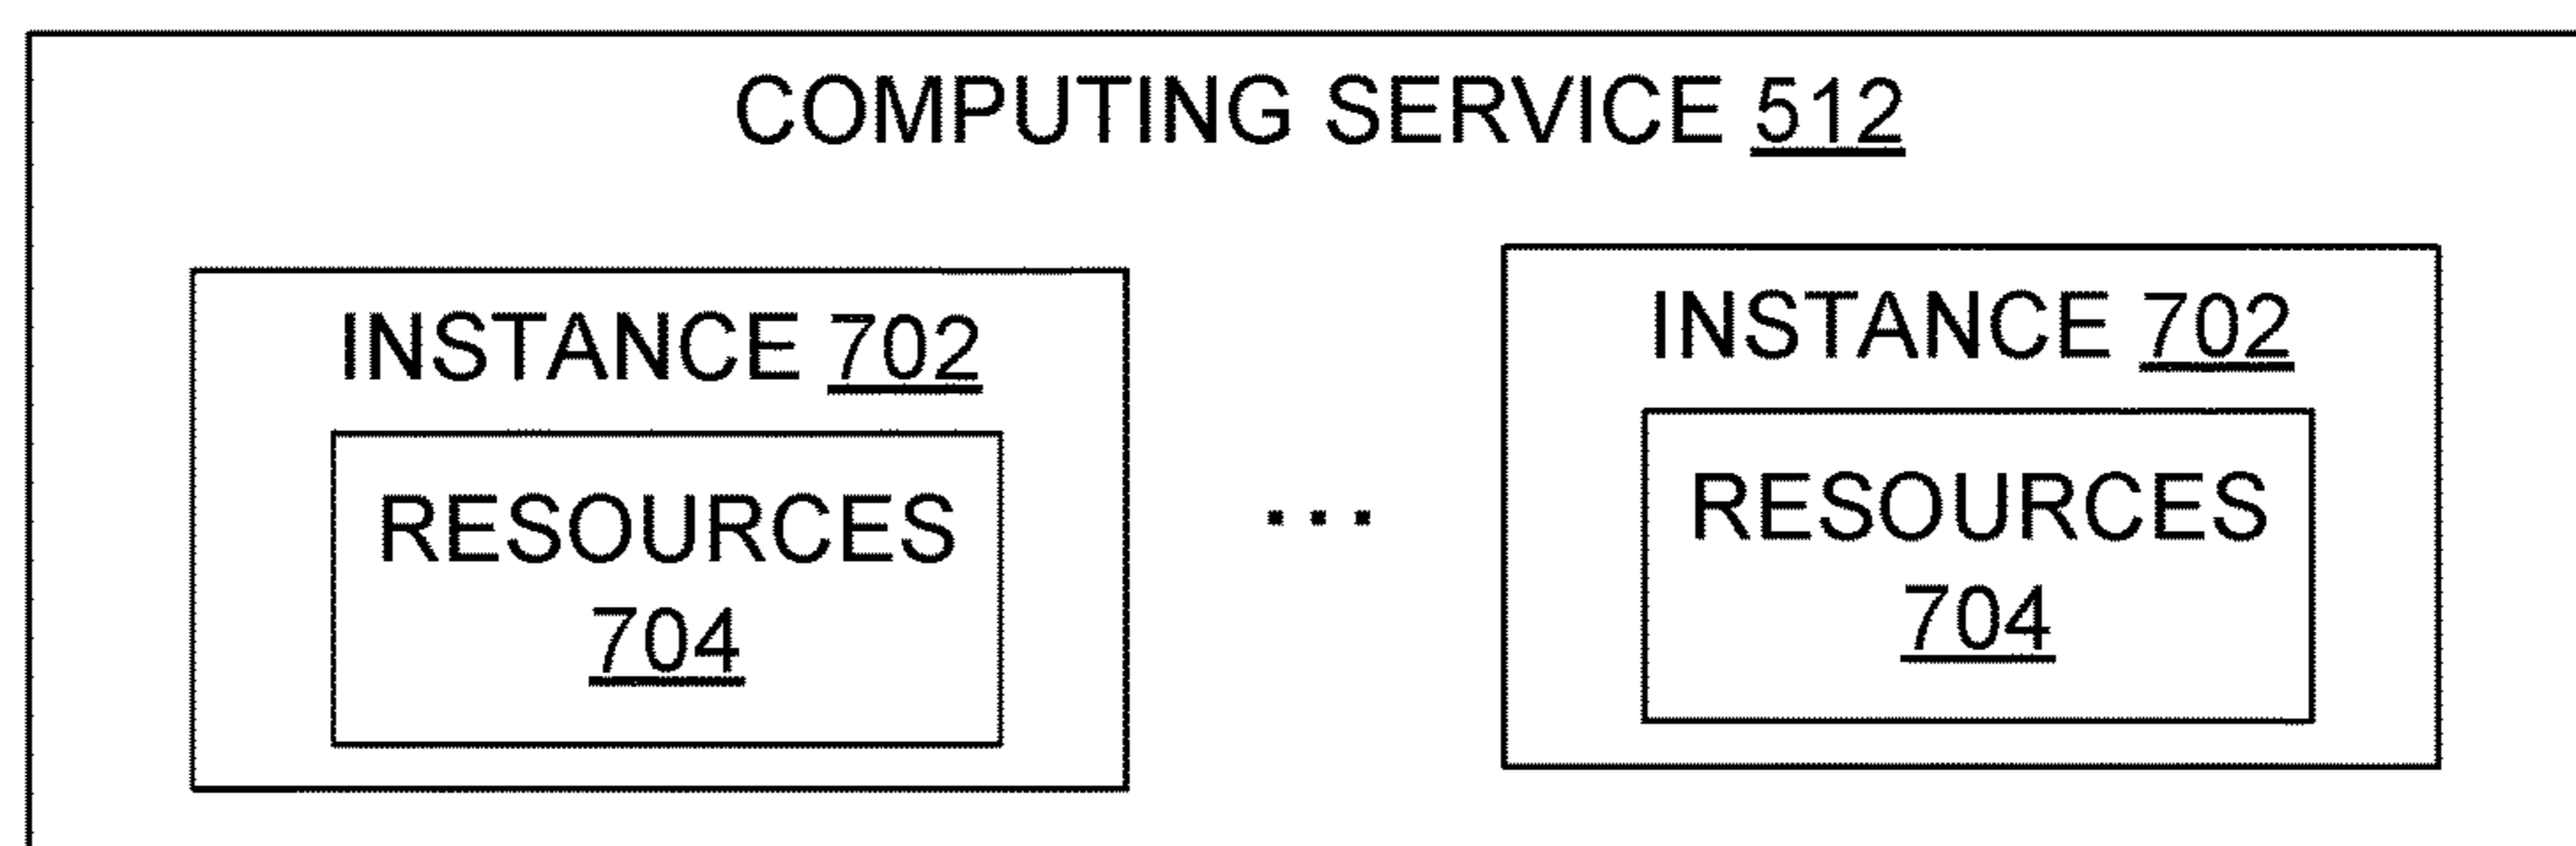 COMPUTING SERVICE 512
INSTANCE 702
RESOURCES
704
...
INSTANCE 702
RESOURCES
704